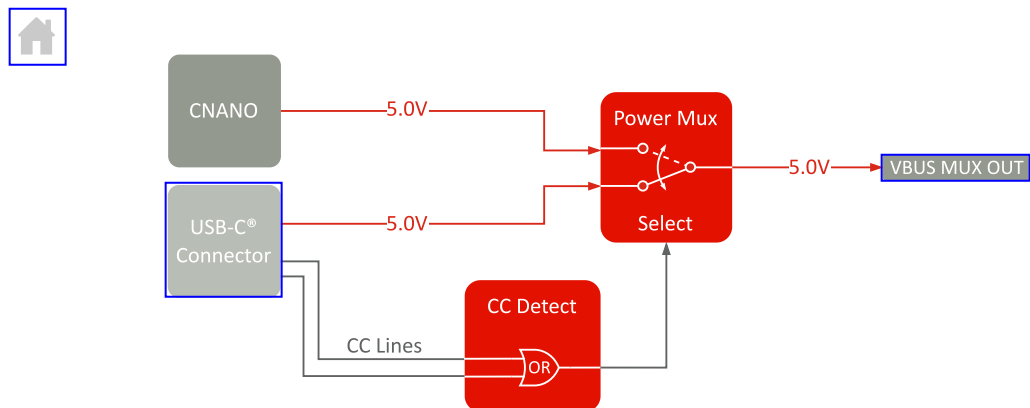 CNANO
5.0V
Power Mux
5.0V
VBUS MUX OUT
USB-C®
Connector
5.0V
Select
CC Detect
CC Lines
OR